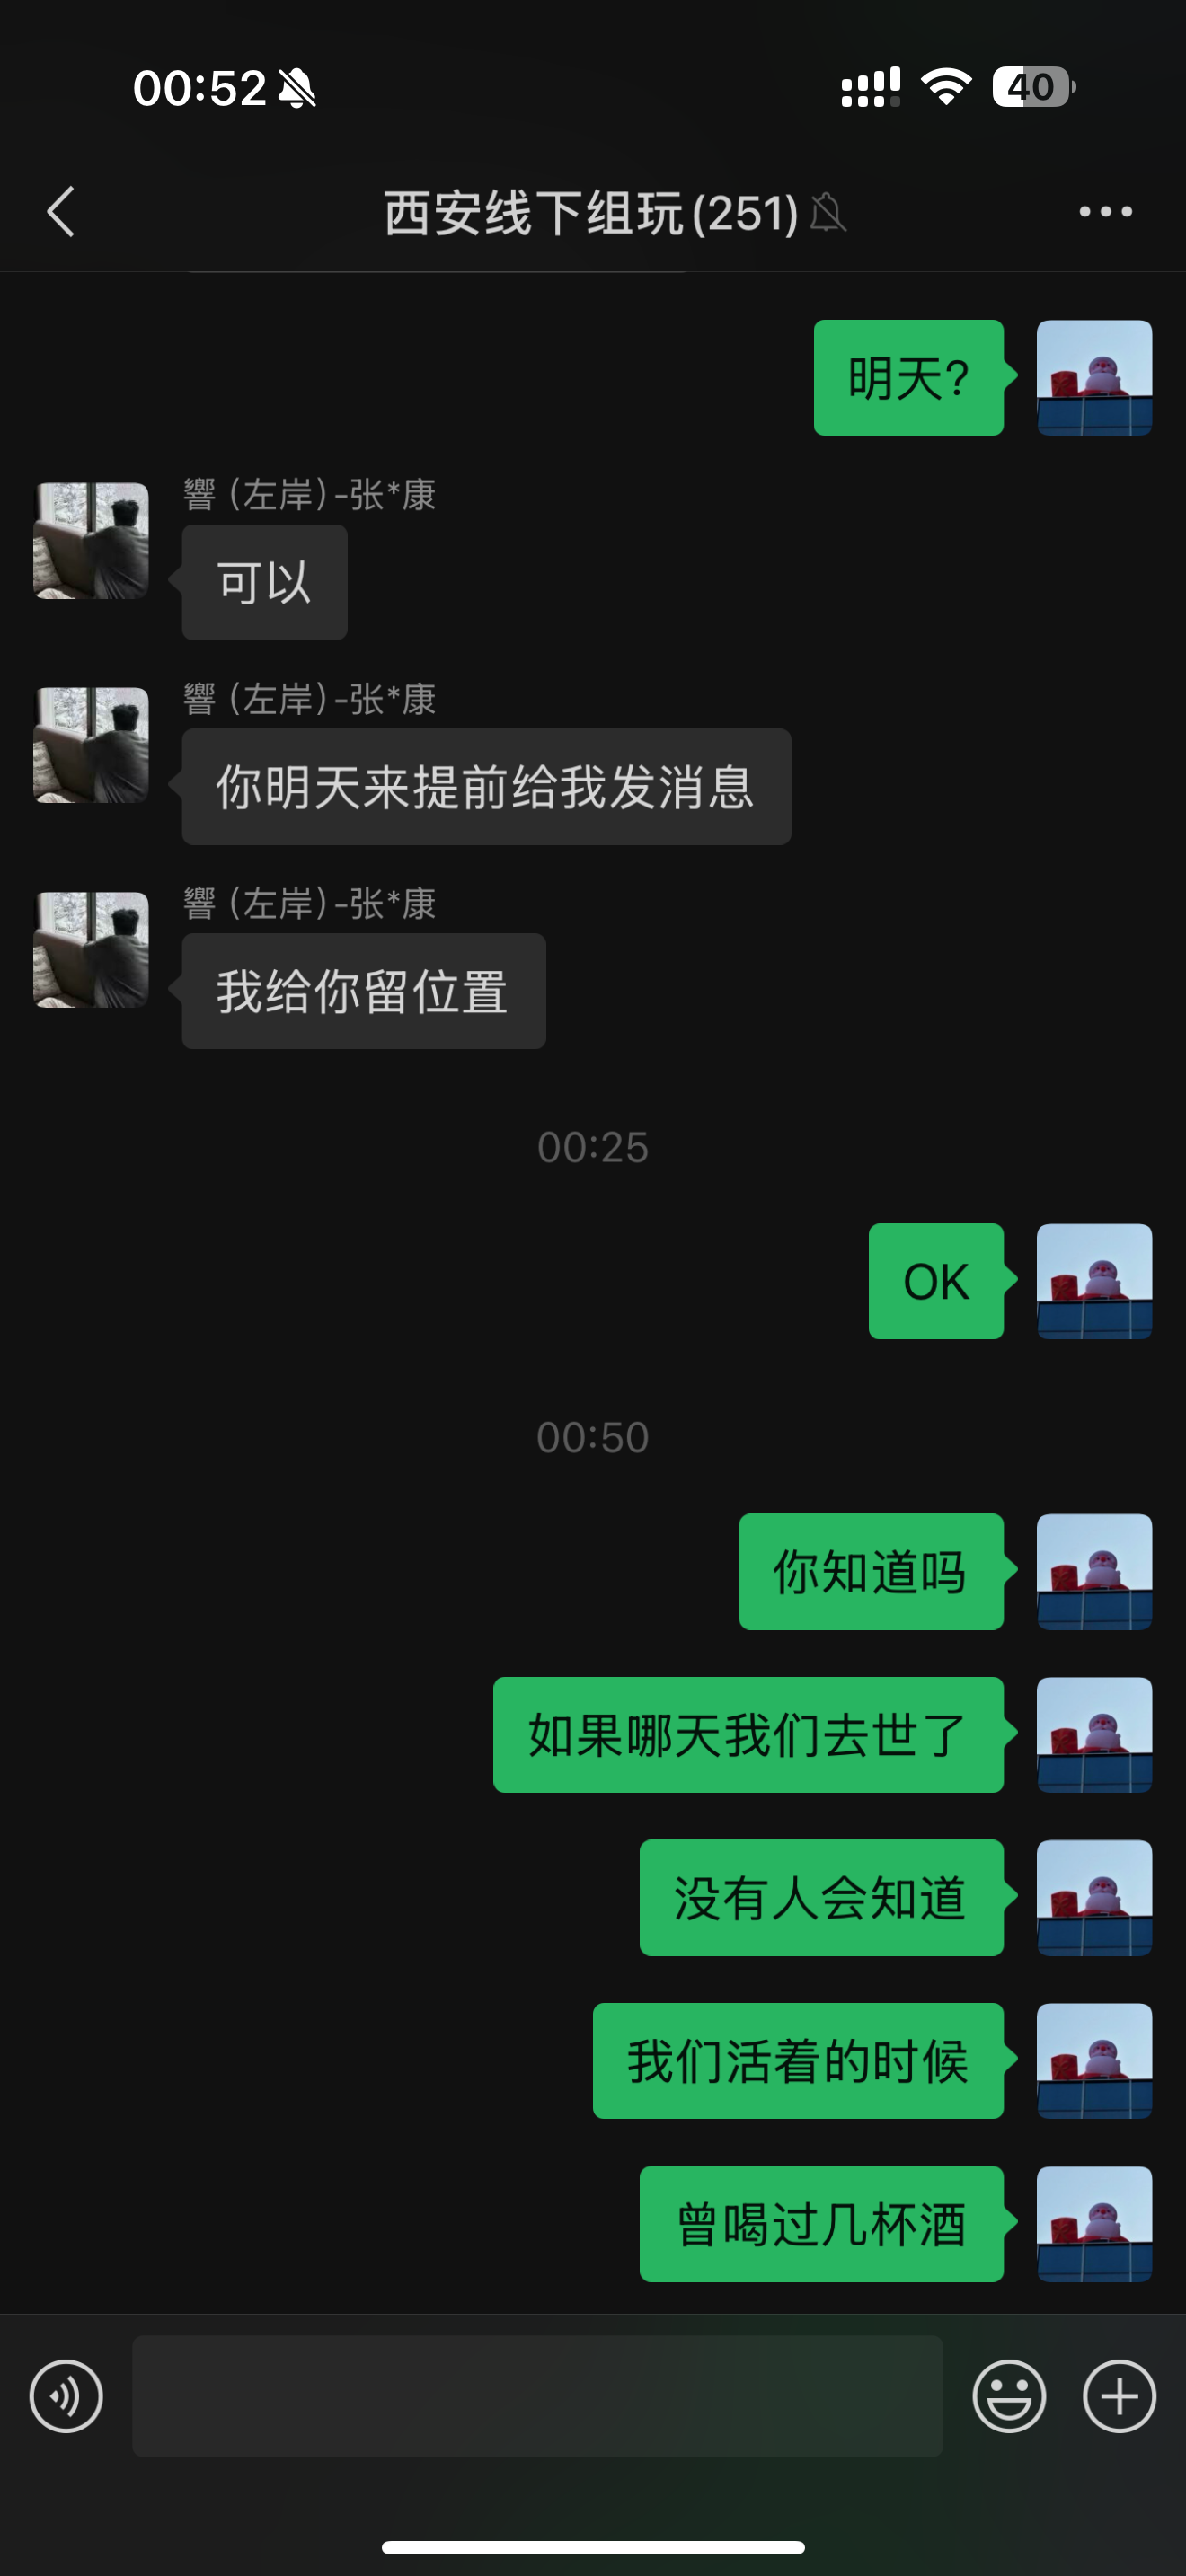 00:52
40
西安线下组玩(251)
明天?
響 (左岸) -张*康
可以
響 (左岸) -张*康
你明天来提前给我发消息
響 (左岸) -张*康
我给你留位置
00:25
OK
00:50
你知道吗
如果哪天我们去世了
没有人会知道
我们活着的时候
曾喝过几杯酒